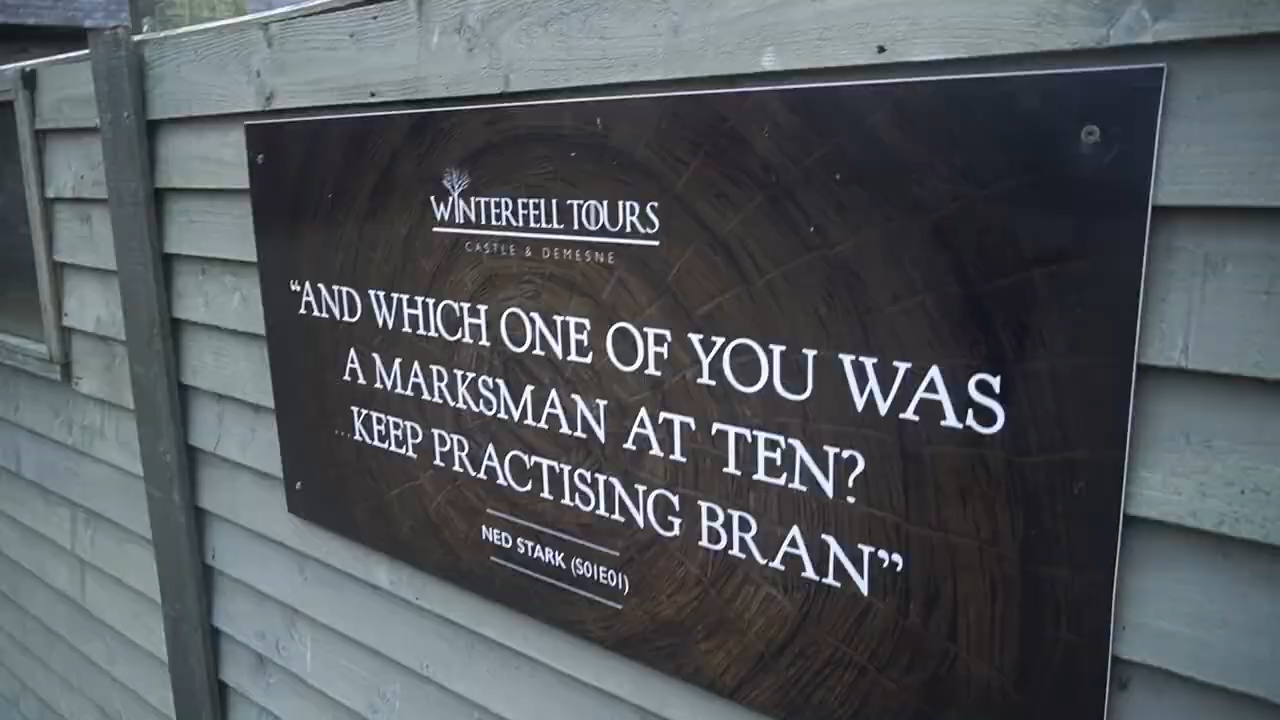 WINTERFELL TOURS
CASTLE & DEMESNE
“AND WHICH ONE OF YOU WAS
A MARKSMAN AT TEN?
...KEEP PRACTISING BRAN”
NED STARK (S01E01)